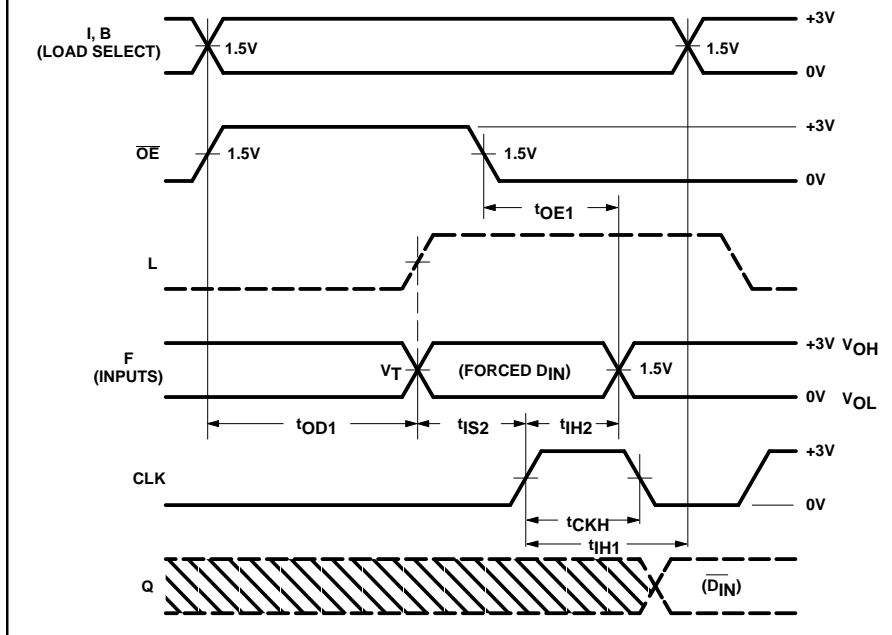 I, B
(LOAD SELECT)
1.5V
1.5V
+3V
0V
OE
1.5V
1.5V
+3V
0V
tOE1
L
F
(INPUTS)
VT
(FORCED DIN)
1.5V
+3V VOH
0V VOL
tOD1
tIS2
tIH2
CLK
+3V
0V
tCKH
tIH1
Q
(DIN)